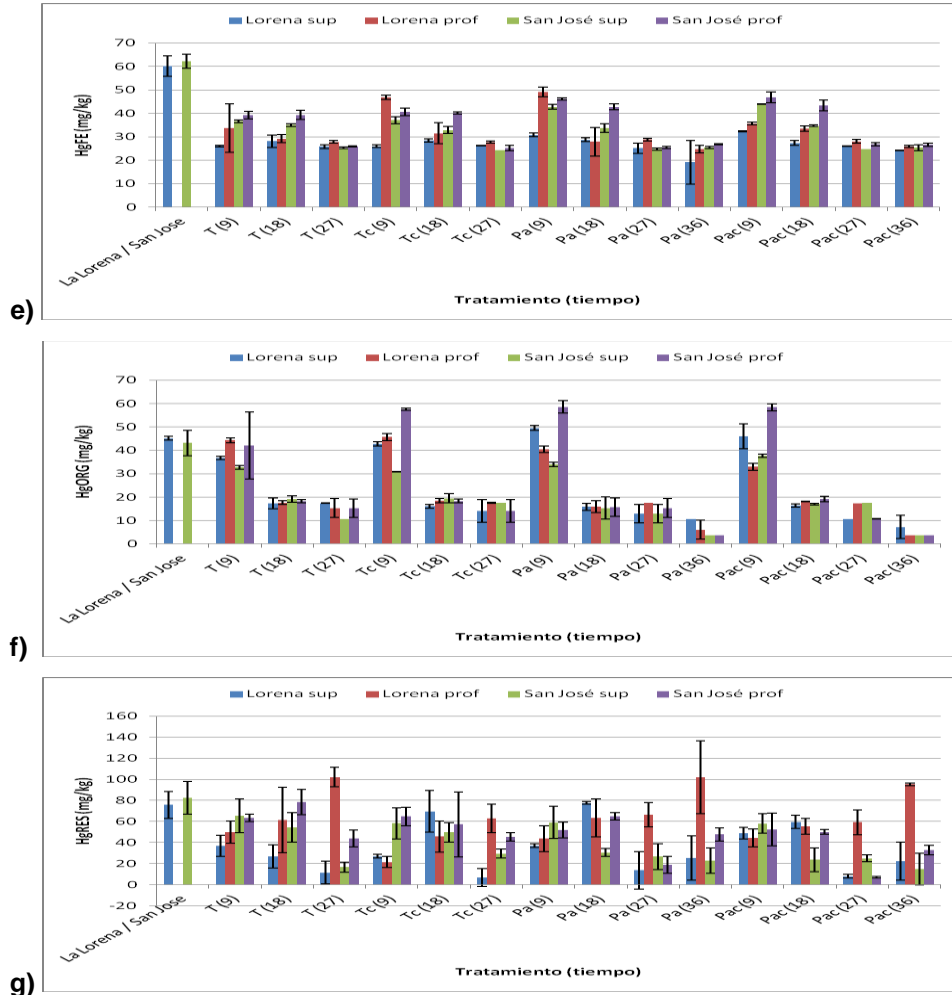 Lorena sup Lorena prof San José sup San José prof
HgFE (mg/kg)
70
60
50
40
30
20
10
0
La Lorena / San Jose T (9) T (18) T (27) Tc (9) Tc (18) Tc (27) Pa (9) Pa (18) Pa (27) Pa (36) Pac (9) Pac (18) Pac (27) Pac (36)
Tratamiento (tiempo)
e)
Lorena sup Lorena prof San José sup San José prof
HgORG (mg/kg)
70
60
50
40
30
20
10
0
La Lorena / San Jose T (9) T (18) T (27) Tc (9) Tc (18) Tc (27) Pa (9) Pa (18) Pa (27) Pa (36) Pac (9) Pac (18) Pac (27) Pac (36)
Tratamiento (tiempo)
f)
Lorena sup Lorena prof San José sup San José prof
HgRES (mg/kg)
160
140
120
100
80
60
40
20
0
-20
La Lorena / San Jose T (9) T (18) T (27) Tc (9) Tc (18) Tc (27) Pa (9) Pa (18) Pa (27) Pa (36) Pac (9) Pac (18) Pac (27) Pac (36)
Tratamiento (tiempo)
g)